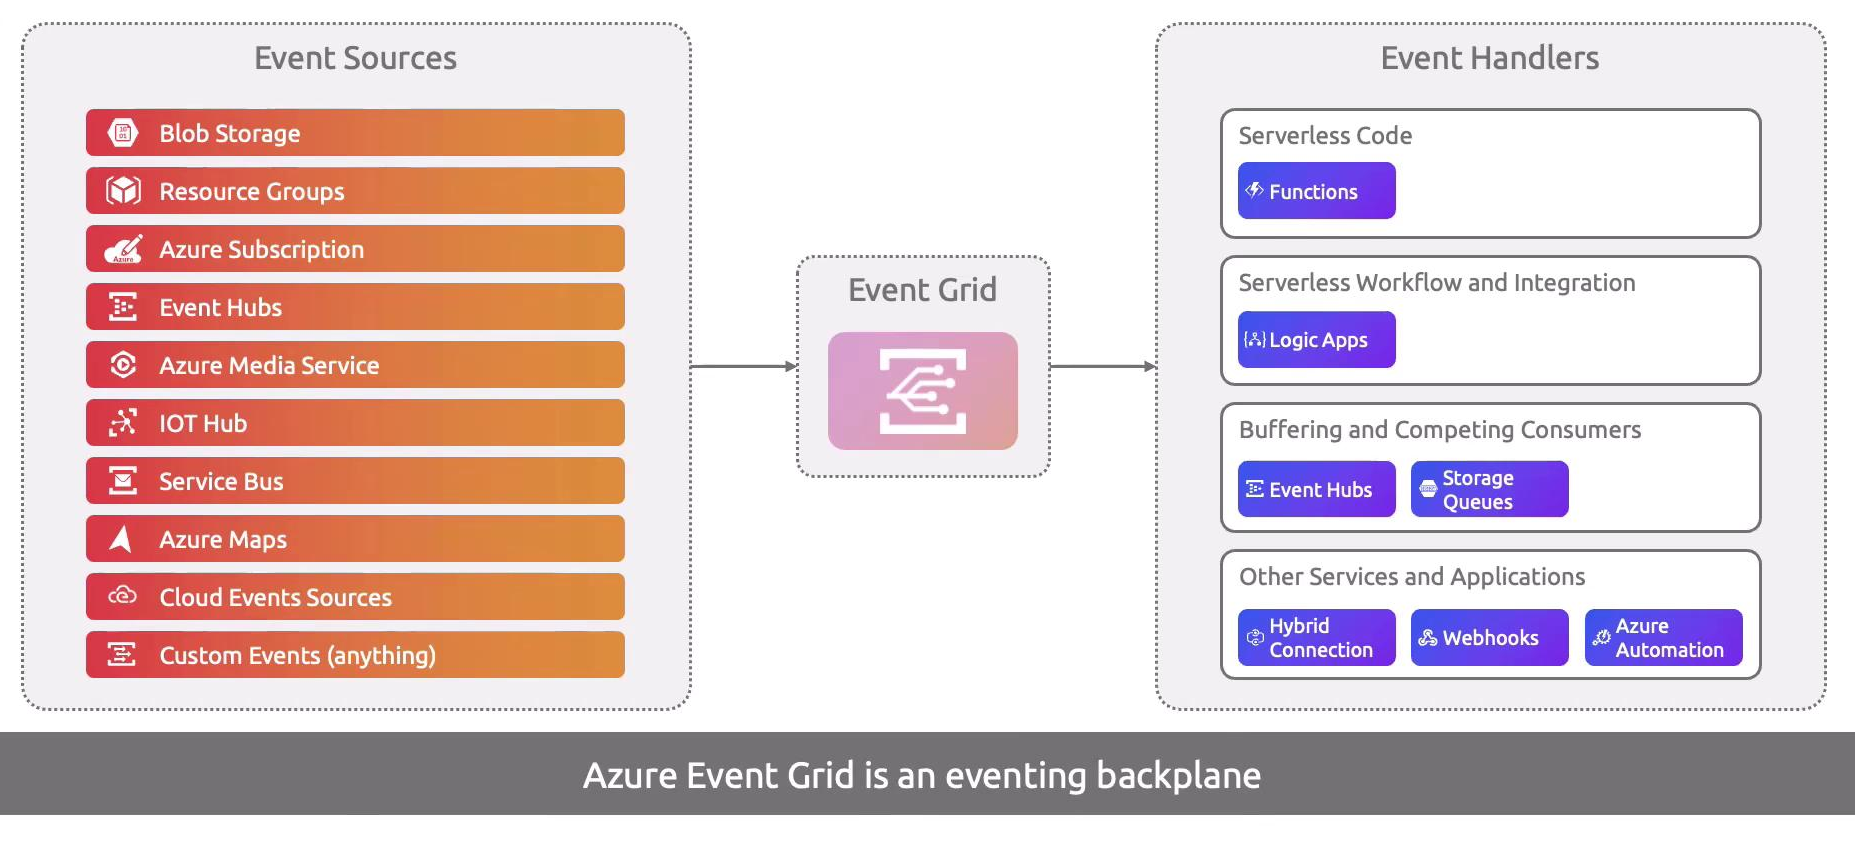 Event Sources
Blob Storage
Resource Groups
Azure
Azure Subscription
Event Hubs
Azure Media Service
IOT Hub
Service Bus
Azure Maps
Cloud Events Sources
Custom Events (anything)
Event Grid
Event Handlers
Serverless Code
Functions
Serverless Workflow and Integration
Logic Apps
Buffering and Competing Consumers
Event Hubs
Storage
Queues
Other Services and Applications
Hybrid
Connection
Webhooks
Azure
Automation
Azure Event Grid is an eventing backplane